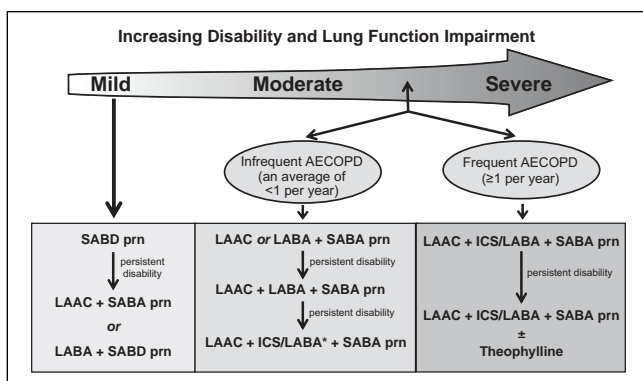 Increasing Disability and Lung Function Impairment
Mild
Moderate
Severe
Infrequent AECOPD
(an average of
<1 per year)
Frequent AECOPD
(≥1 per year)
SABD prn
persistent
disability
LAAC + SABA prn
or
LABA + SABD prn
LAAC or LABA + SABA prn
persistent disability
LAAC + LABA + SABA prn
persistent disability
LAAC + ICS/LABA* + SABA prn
LAAC + ICS/LABA + SABA prn
persistent disability
LAAC + ICS/LABA + SABA prn
±
Theophylline